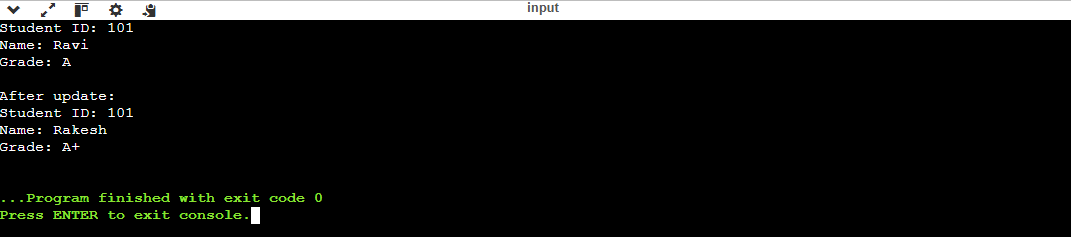 input
Student ID: 101
Name: Ravi
Grade: A
After update:
Student ID: 101
Name: Rakesh
Grade: A+
...Program finished with exit code 0
Press ENTER to exit console.